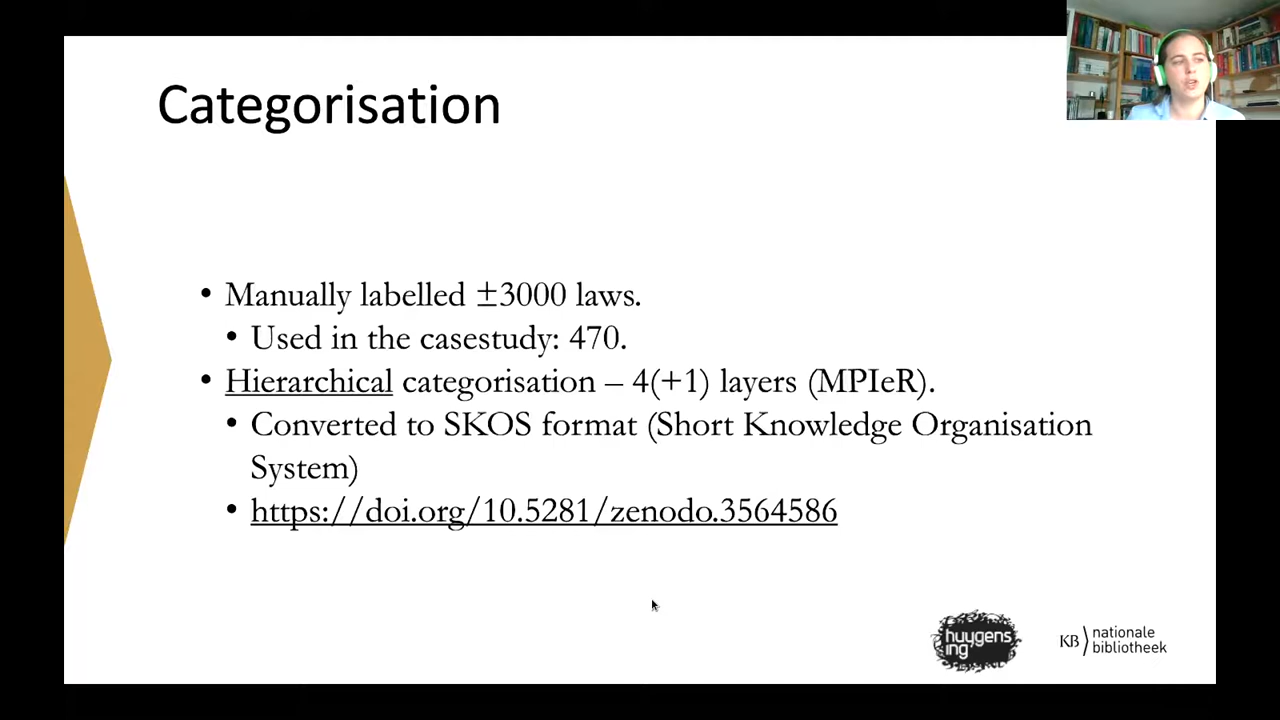 Categorisation
• Manually labelled ±3000 laws.
• Used in the casestudy: 470.
• Hierarchical categorisation – 4(+1) layers (MPIeR).
• Converted to SKOS format (Short Knowledge Organisation
System)
• https://doi.org/10.5281/zenodo.3564586
huygens
ing
KB nationale
bibliotheek